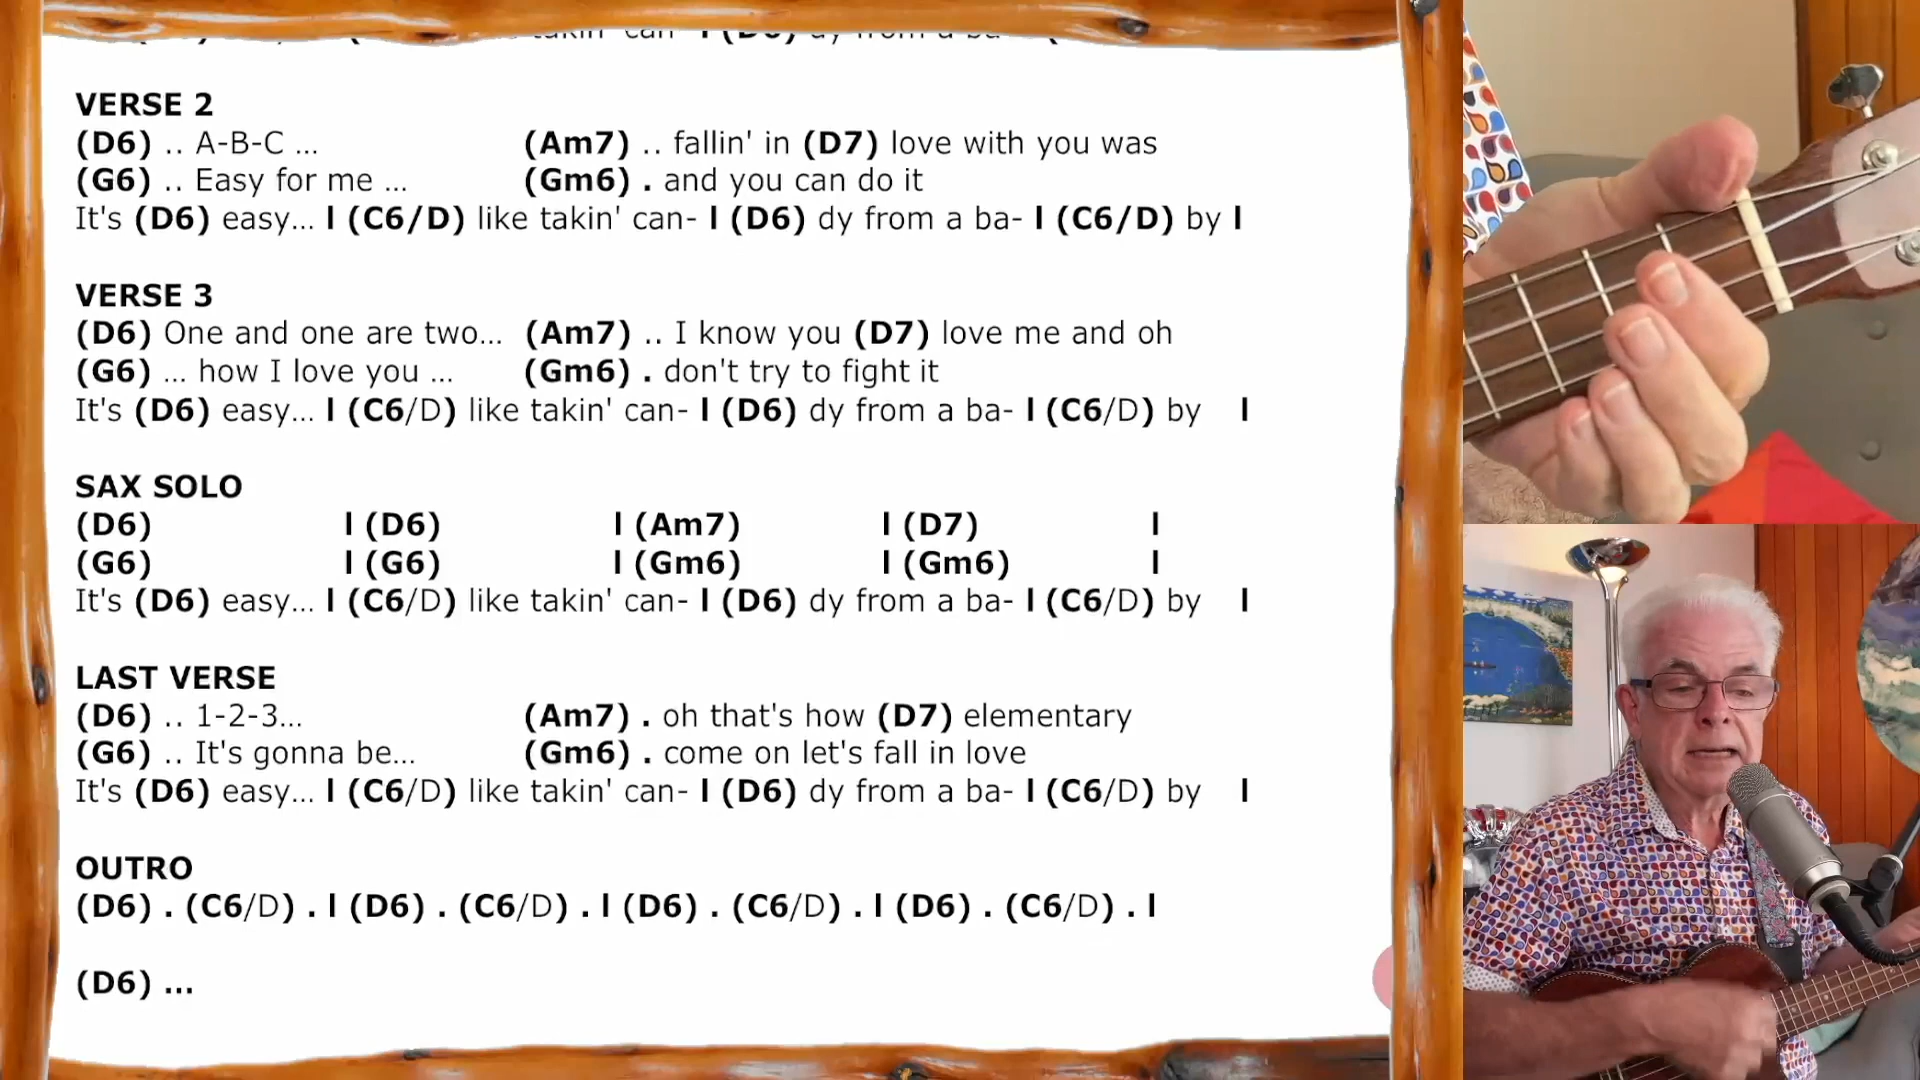 takin' can- l (D6) dy from a ba- (
VERSE 2
(D6) .. A-B-C ... (Am7) .. fallin' in (D7) love with you was
(G6) .. Easy for me ... (Gm6) . and you can do it
It's (D6) easy... l (C6/D) like takin' can- l (D6) dy from a ba- l (C6/D) by l
VERSE 3
(D6) One and one are two... (Am7) .. I know you (D7) love me and oh
(G6) ... how I love you ... (Gm6) . don't try to fight it
It's (D6) easy... l (C6/D) like takin' can- l (D6) dy from a ba- l (C6/D) by l
SAX SOLO
(D6) l (D6) l (Am7) l (D7) l
(G6) l (G6) l (Gm6) l (Gm6) l
It's (D6) easy... l (C6/D) like takin' can- l (D6) dy from a ba- l (C6/D) by l
LAST VERSE
(D6) .. 1-2-3... (Am7) . oh that's how (D7) elementary
(G6) .. It's gonna be... (Gm6) . come on let's fall in love
It's (D6) easy... l (C6/D) like takin' can- l (D6) dy from a ba- l (C6/D) by l
OUTRO
(D6) . (C6/D) . l (D6) . (C6/D) . l (D6) . (C6/D) . l (D6) . (C6/D) . l
(D6) ...